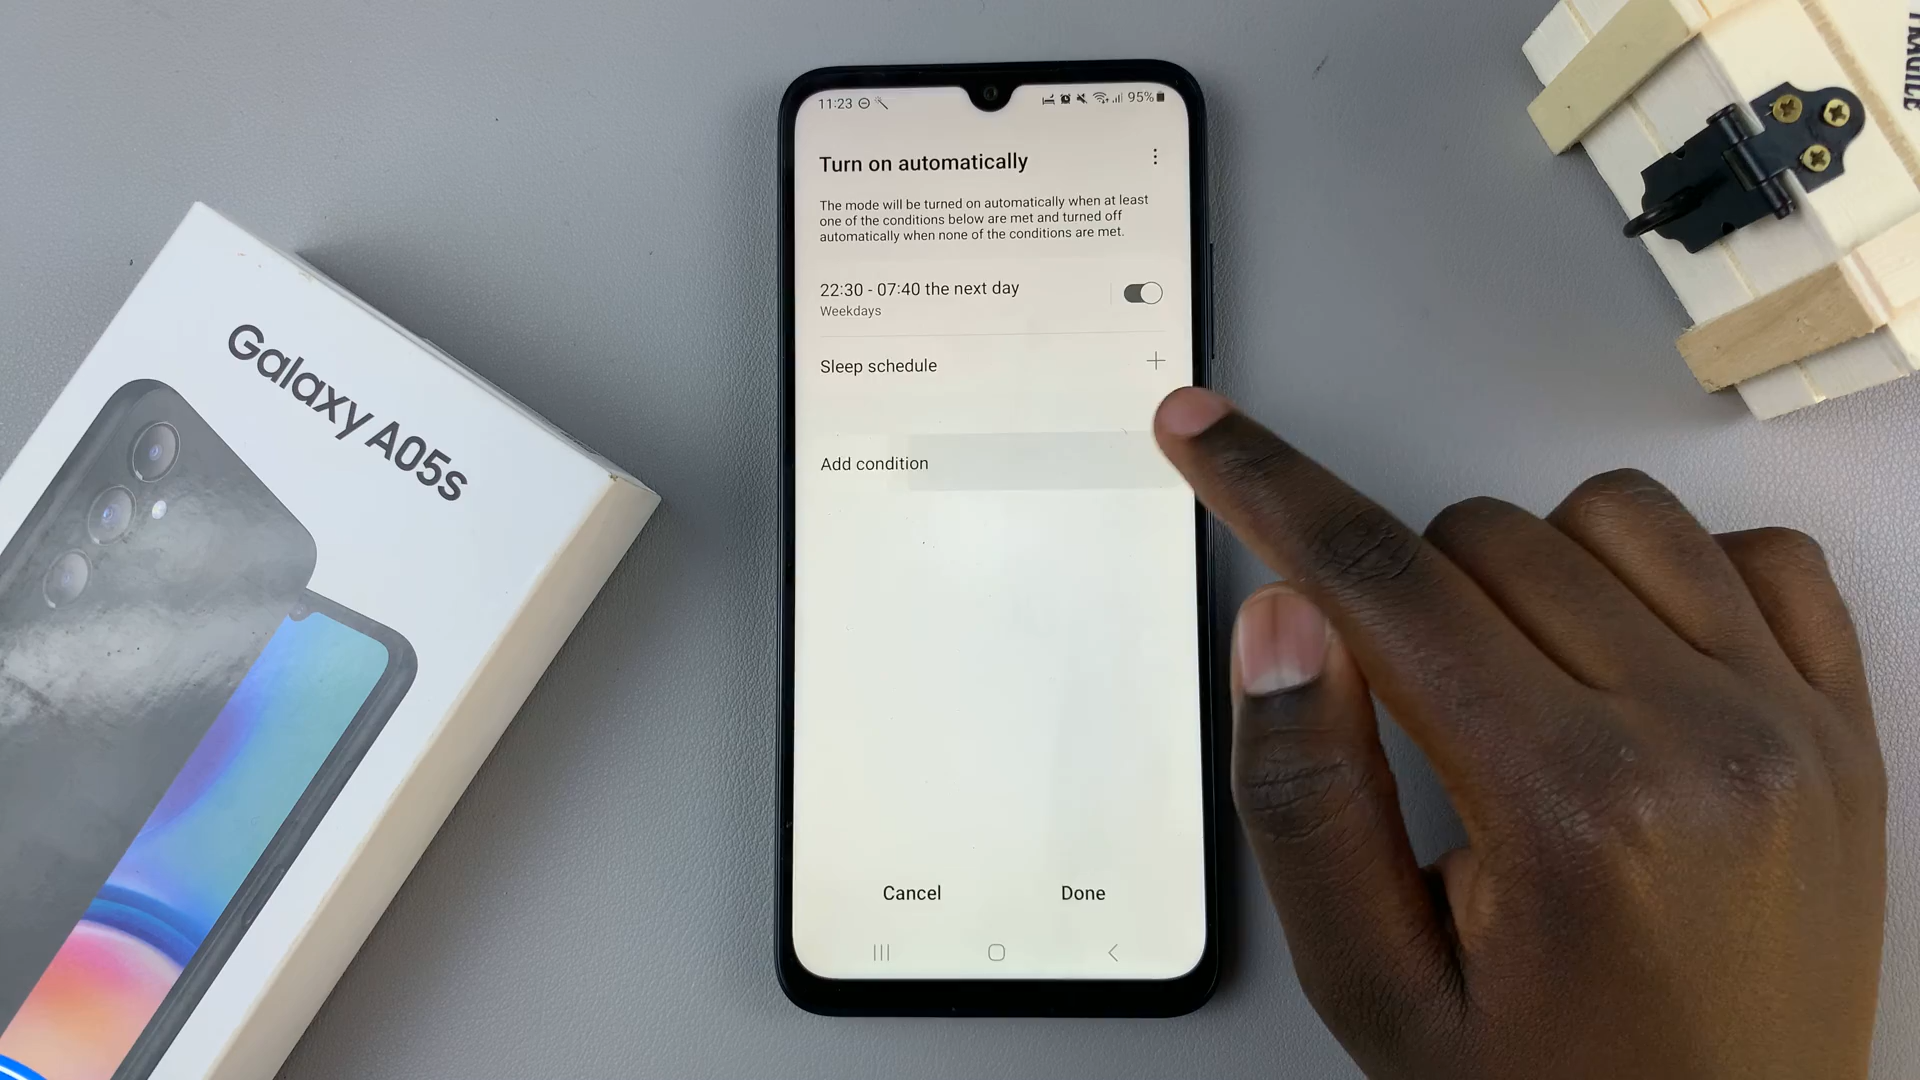 11:23
95%
Turn on automatically
The mode will be turned on automatically when at least
one of the conditions below are met and turned off
automatically when none of the conditions are met.
22:30 - 07:40 the next day
Weekdays
Sleep schedule
Add condition
Cancel
Done
Galaxy A05s
FRAGILE